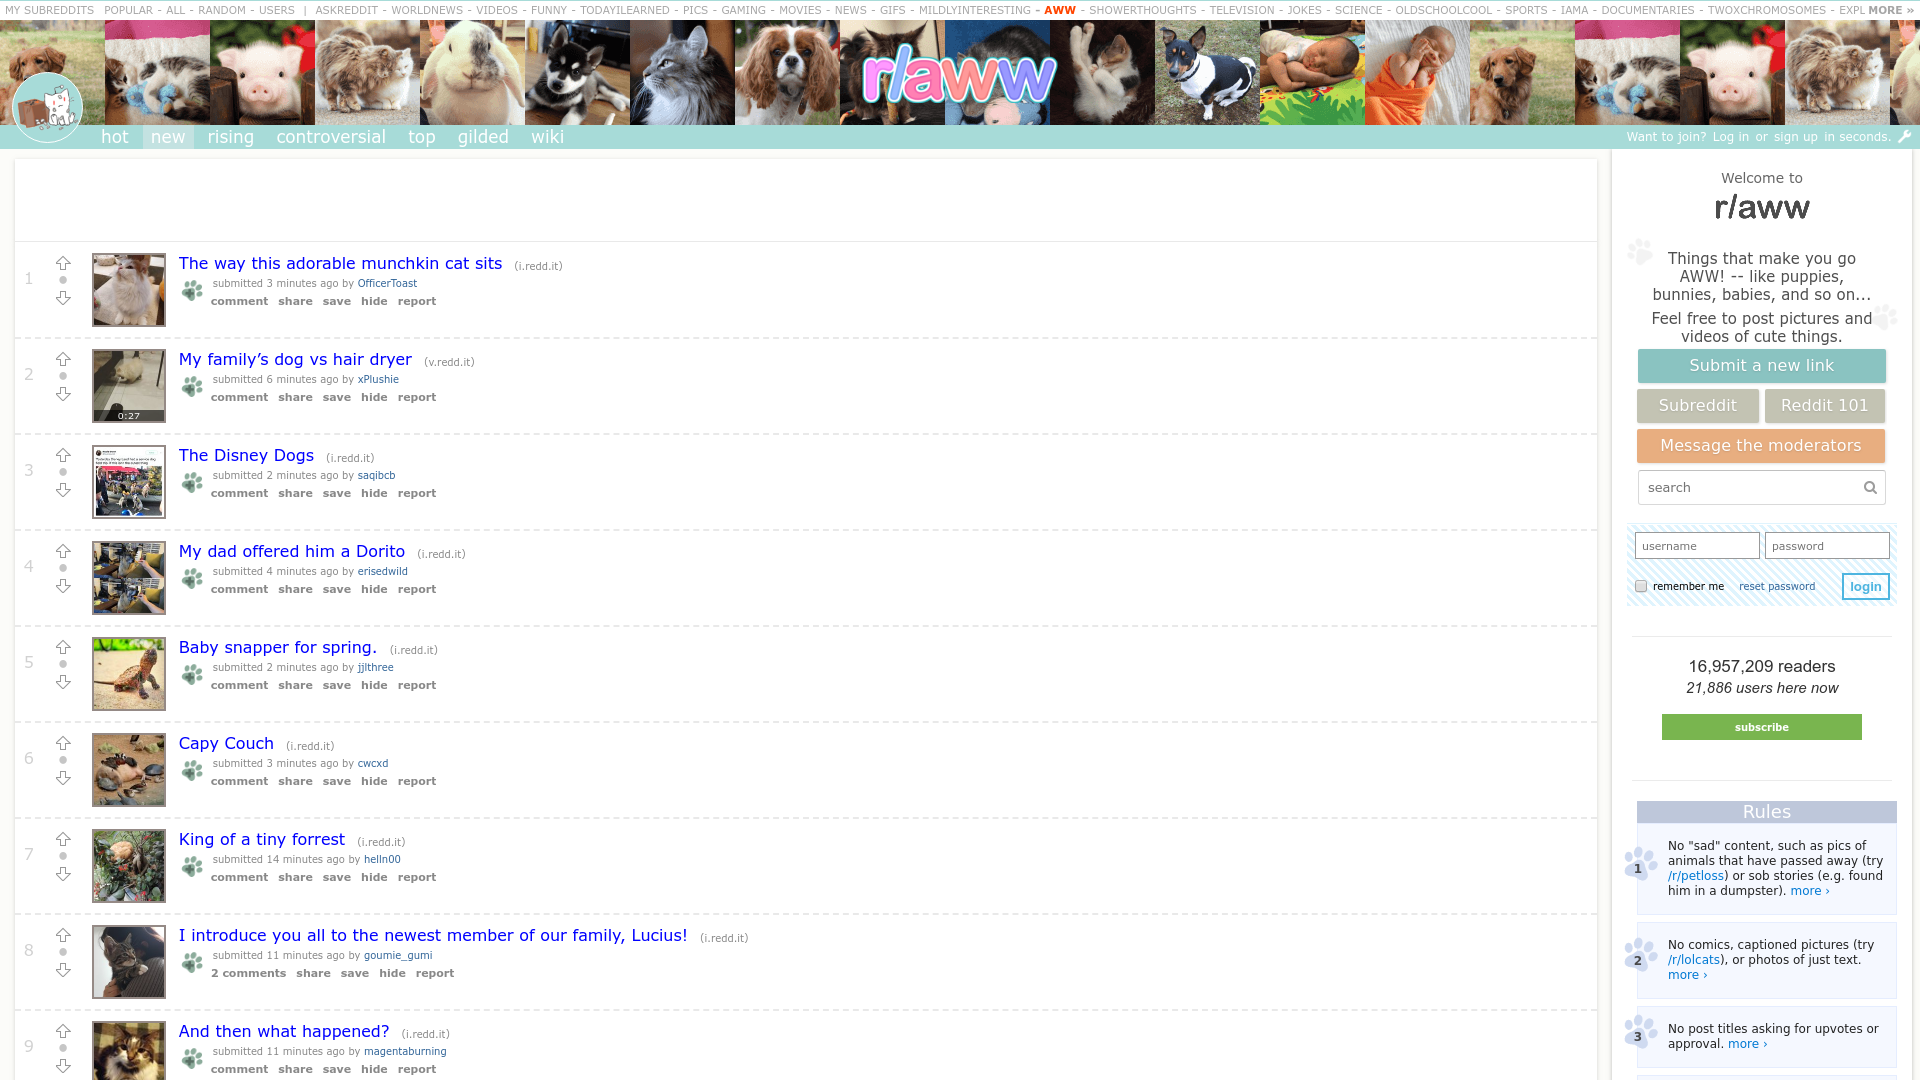 MY SUBREDDITS POPULAR - ALL - RANDOM - USERS | ASKREDDIT - WORLDNEWS - VIDEOS - FUNNY - TODAYILEARNED - PICS - GAMING - MOVIES - NEWS - GIFS - MILDLYINTERESTING - AWW - SHOWERTHOUGHTS - TELEVISION - JOKES - SCIENCE - OLDSCHOOLCOOL - SPORTS - IAMA - DOCUMENTARIES - TWOXCHROMOSOMES - EXPL MORE »
r/aww
hot new rising controversial top gilded wiki
Want to join? Log in or sign up in seconds.
1
The way this adorable munchkin cat sits (i.redd.it)
submitted 3 minutes ago by OfficerToast
comment share save hide report
2
My family’s dog vs hair dryer (v.redd.it)
submitted 6 minutes ago by xPlushie
comment share save hide report
0:27
3
The Disney Dogs (i.redd.it)
submitted 2 minutes ago by saqibcb
comment share save hide report
4
My dad offered him a Dorito (i.redd.it)
submitted 4 minutes ago by erisedwild
comment share save hide report
5
Baby snapper for spring. (i.redd.it)
submitted 2 minutes ago by jjlthree
comment share save hide report
6
Capy Couch (i.redd.it)
submitted 3 minutes ago by cwcxd
comment share save hide report
7
King of a tiny forrest (i.redd.it)
submitted 14 minutes ago by helln00
comment share save hide report
8
I introduce you all to the newest member of our family, Lucius! (i.redd.it)
submitted 11 minutes ago by goumie_gumi
2 comments share save hide report
9
And then what happened? (i.redd.it)
submitted 11 minutes ago by magentaburning
comment share save hide report
Welcome to
r/aww
Things that make you go
AWW! -- like puppies,
bunnies, babies, and so on...
Feel free to post pictures and
videos of cute things.
Submit a new link
Subreddit Reddit 101
Message the moderators
search
username password
remember me reset password login
16,957,209 readers
21,886 users here now
subscribe
Rules
1
No "sad" content, such as pics of
animals that have passed away (try
/r/petloss) or sob stories (e.g. found
him in a dumpster). more ›
2
No comics, captioned pictures (try
/r/lolcats), or photos of just text.
more ›
3
No post titles asking for upvotes or
approval. more ›